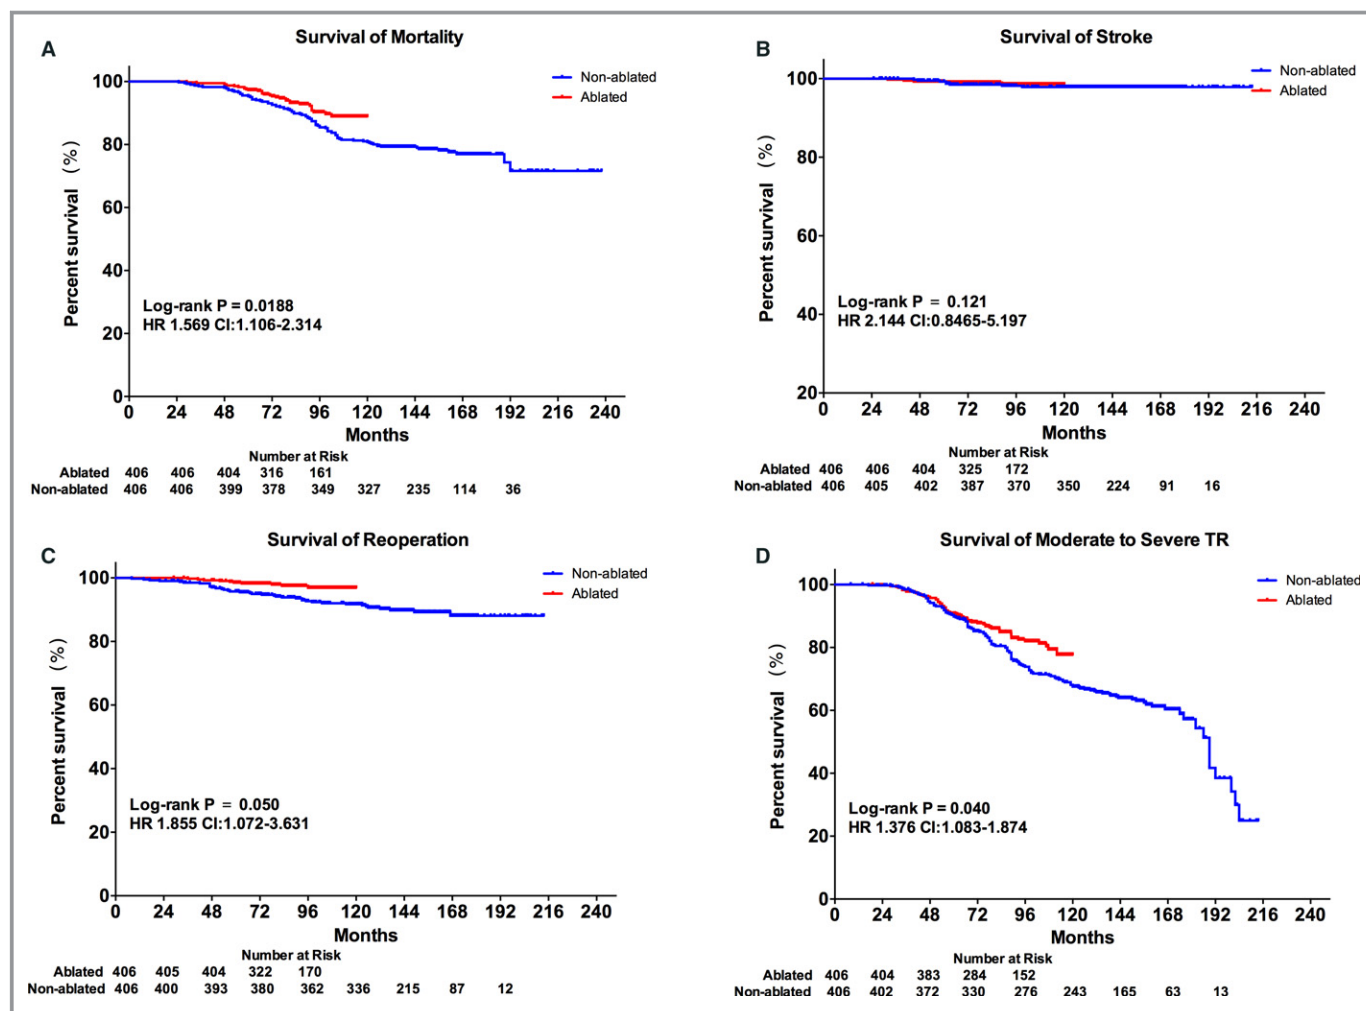 A
Survival of Mortality
Non-ablated
Ablated
Percent survival (%)
100
80
60
40
20
0
Log-rank P = 0.0188
HR 1.569 CI:1.106-2.314
0 24 48 72 96 120 144 168 192 216 240
Months
Number at Risk
Ablated 406 406 404 316 161
Non-ablated 406 406 399 378 349 327 235 114 36
B
Survival of Stroke
Non-ablated
Ablated
Percent survival (%)
100
80
60
40
20
Log-rank P = 0.121
HR 2.144 CI:0.8465-5.197
0 24 48 72 96 120 144 168 192 216 240
Months
Number at Risk
Ablated 406 406 404 325 172
Non-ablated 406 405 402 387 370 350 224 91 16
C
Survival of Reoperation
Non-ablated
Ablated
Percent survival (%)
100
80
60
40
20
0
Log-rank P = 0.050
HR 1.855 CI:1.072-3.631
0 24 48 72 96 120 144 168 192 216 240
Months
Number at Risk
Ablated 406 405 404 322 170
Non-ablated 406 400 393 380 362 336 215 87 12
D
Survival of Moderate to Severe TR
Non-ablated
Ablated
Percent survival (%)
100
80
60
40
20
0
Log-rank P = 0.040
HR 1.376 CI:1.083-1.874
0 24 48 72 96 120 144 168 192 216 240
Months
Number at Risk
Ablated 406 404 383 284 152
Non-ablated 406 402 372 330 276 243 165 63 13